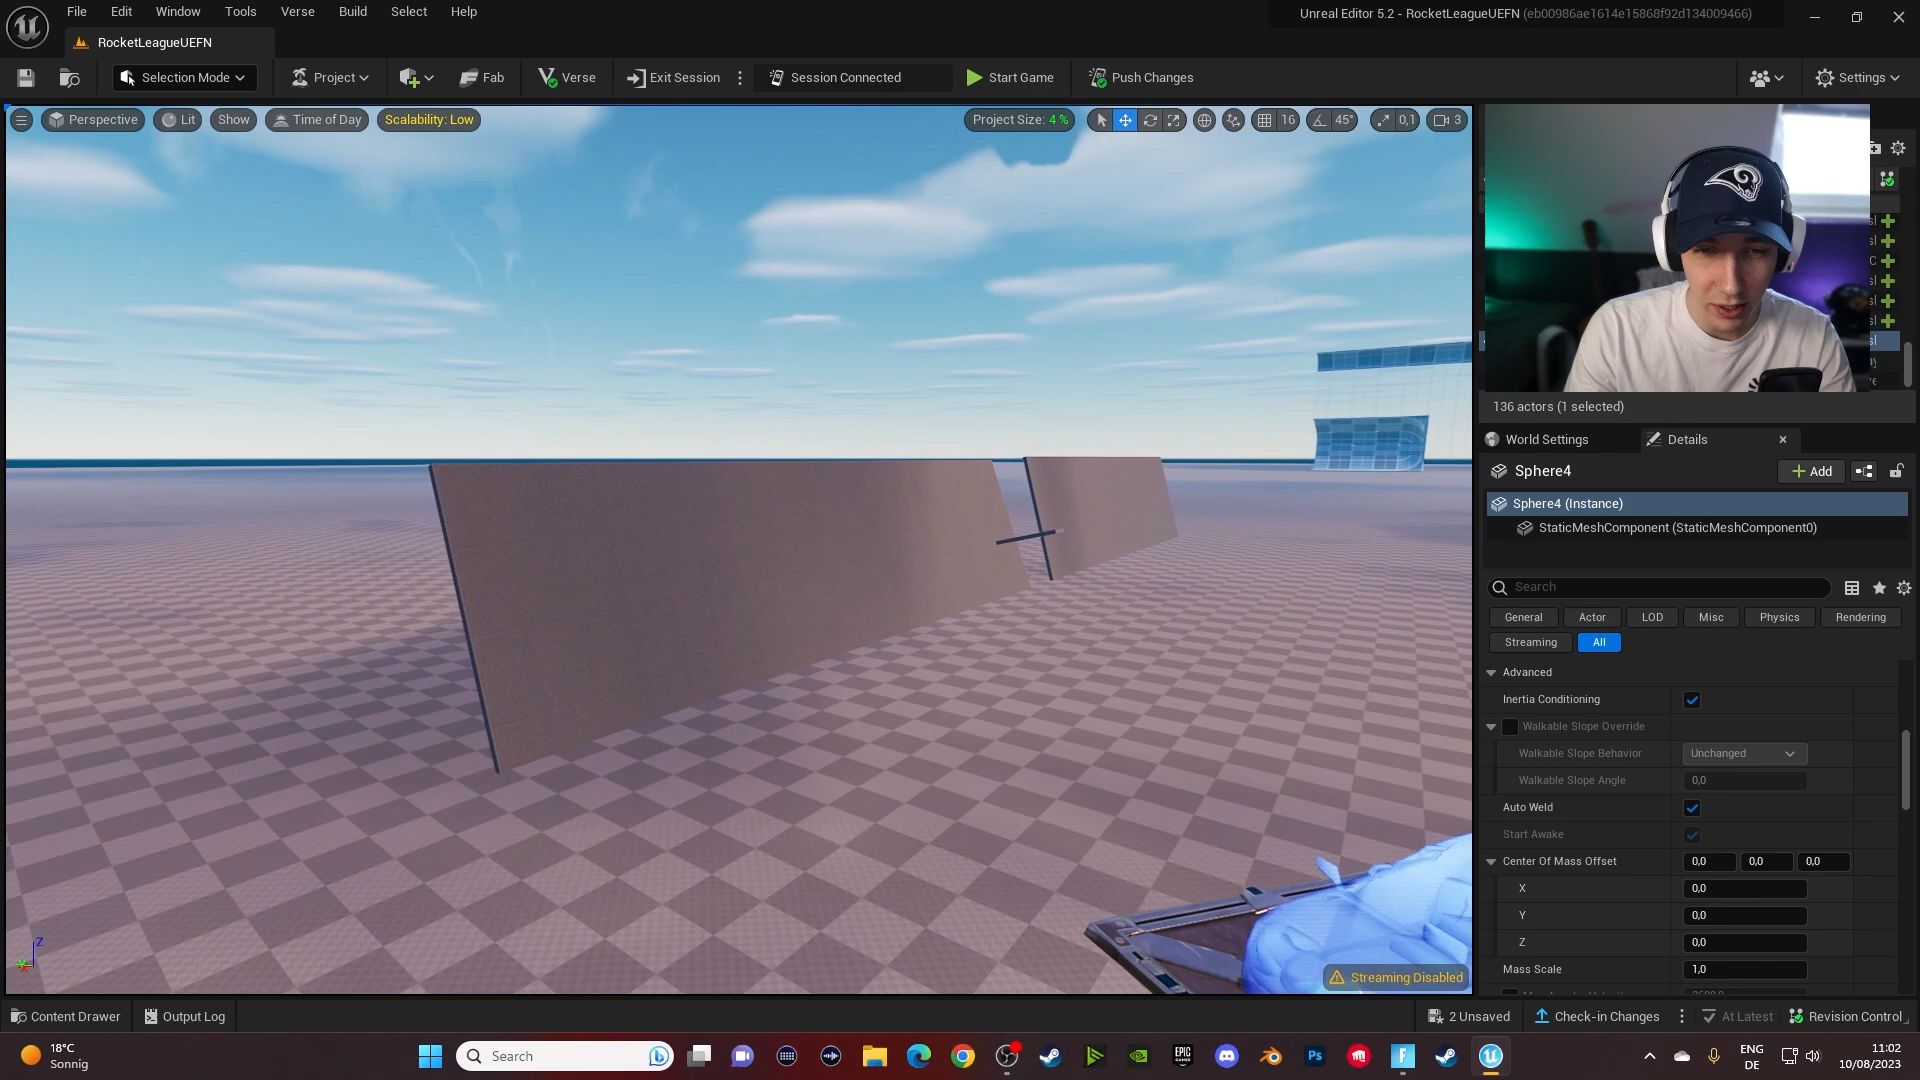 File Edit Window Tools Verse Build Select Help
Unreal Editor 5.2 - RocketLeagueUEFN (eb00986ae1614e15868f92d134009466)
RocketLeagueUEFN
Selection Mode Project Fab Verse Exit Session Session Connected Start Game Push Changes Settings
Perspective Lit Show Time of Day Scalability: Low Project Size: 4 % 16 45° 0,1 3
136 actors (1 selected)
World Settings Details
Sphere4 Add
Sphere4 (Instance)
StaticMeshComponent (StaticMeshComponent0)
Search
General Actor LOD Misc Physics Rendering
Streaming All
Advanced
Inertia Conditioning
Walkable Slope Override
Walkable Slope Behavior Unchanged
Walkable Slope Angle 0,0
Auto Weld
Start Awake
Center Of Mass Offset 0,0 0,0 0,0
X 0,0
Y 0,0
Z 0,0
Mass Scale 1,0
Z
Streaming Disabled
Content Drawer Output Log 2 Unsaved Check-in Changes At Latest Revision Control
18°C
Sonnig
Search
EPIC GAMES
Ps
ENG
DE
11:02
10/08/2023